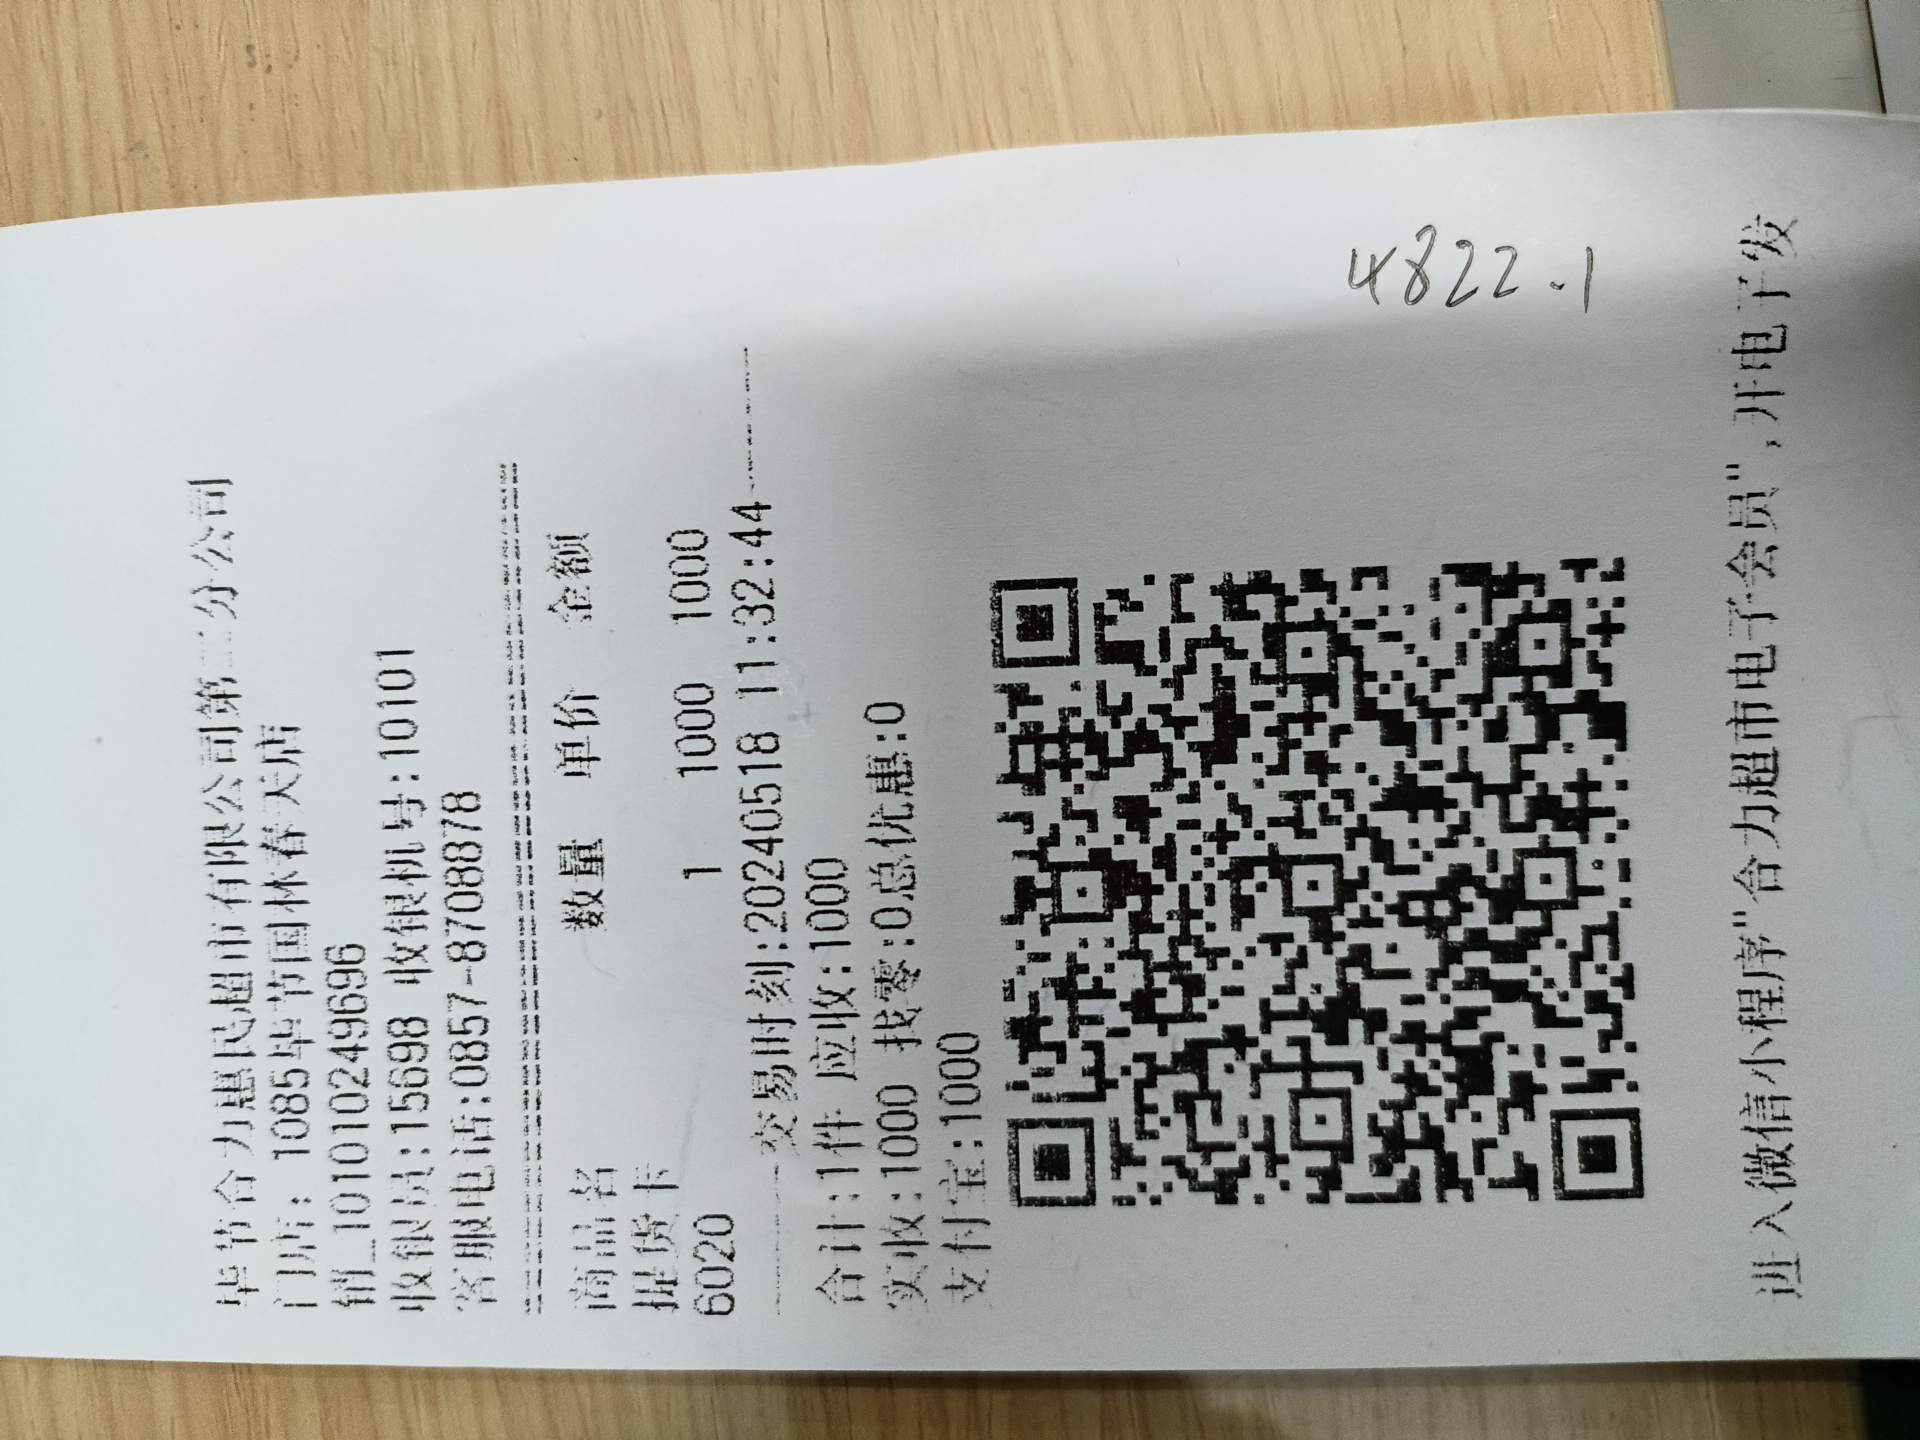 毕节合力惠民超市有限公司第二分公司
门店: 1085毕节国林春天店
销_101010249696
收银员:15698 收银机号:10101
客服电话:0857-8708878
商品名 数量 单价 金额
提货卡
6020 1 1000 1000
交易时刻:20240518 11:32:44
合计:1件 应收:1000
实收:1000 找零:0总优惠:0
支付宝:1000
4822.1
进入微信小程序"合力超市电子会员",开电子发